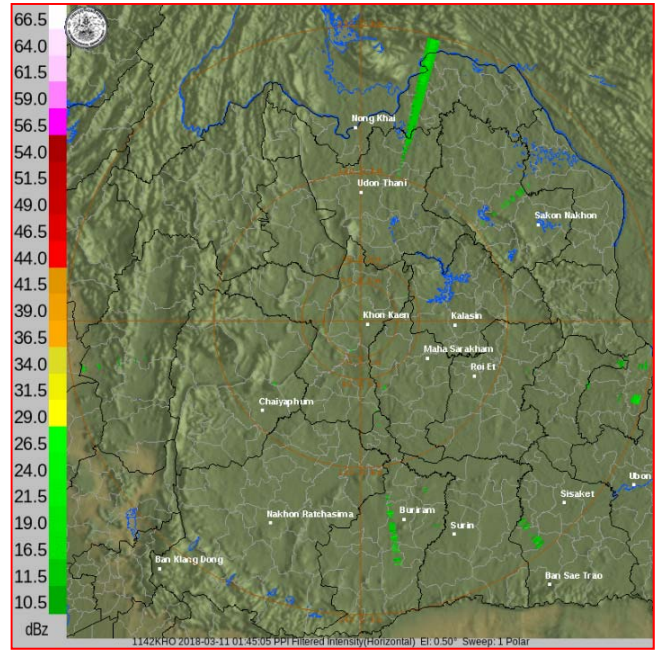 66.5
64.0
61.5
59.0
56.5
54.0
51.5
49.0
46.5
44.0
41.5
39.0
36.5
34.0
31.5
29.0
26.5
24.0
21.5
19.0
16.5
11.5
10.5
dBz
Nong Khai
Udon Thani
Sakon Nakhon
Khon Kaen
Kalasin
Maha Sarakham
Roi Et
Chaiyaphum
Ubon
Sisaket
Nakhon Ratchasima
Buriram
Surin
Ban Klang Dong
Ban Sae Trao
1142KHO 2018-03-11 01:45:05 PPI Filtered Intensity(Horizontal) El: 0.50° Sweep: 1 Polar